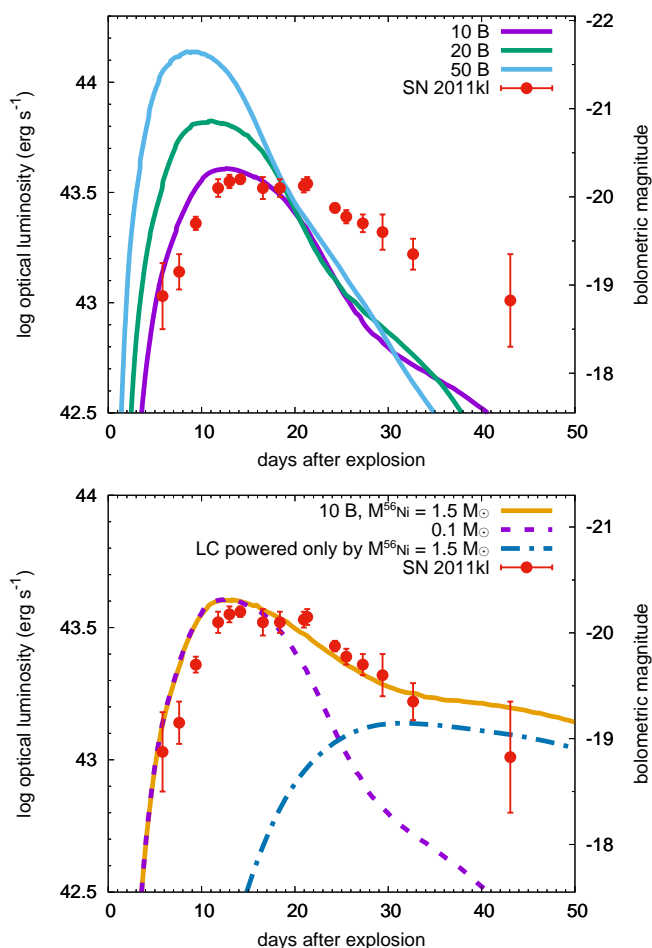 10 B
20 B
50 B
SN 2011kl
log optical luminosity (erg s⁻¹)
44
43.5
43
42.5
bolometric magnitude
-22
-21
-20
-19
-18
0 10 20 30 40 50
days after explosion
10 B, M⁵⁶Ni = 1.5 M☉
0.1 M☉
LC powered only by M⁵⁶Ni = 1.5 M☉
SN 2011kl
log optical luminosity (erg s⁻¹)
44
43.5
43
42.5
bolometric magnitude
-21
-20
-19
-18
0 10 20 30 40 50
days after explosion